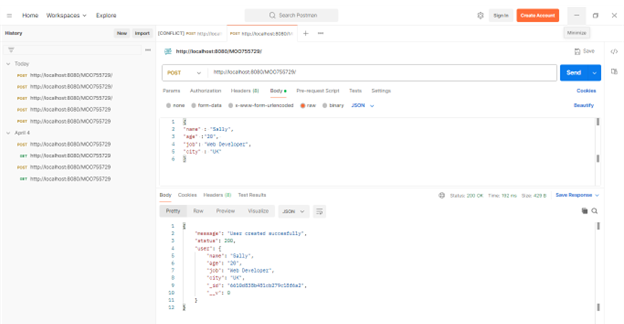 Home Workspaces Explore Search Postman Sign In Create Account
History New Import [CONFLICT] POST http://local POST http://localhost:8080/M
Minimize
http://localhost:8080/MOO755729/ Save
Today
POST http://localhost:8080/MOO755729/
POST http://localhost:8080/MOO755729/
POST http://localhost:8080/MOO755729/
POST http://localhost:8080/MOO755729
POST http://localhost:8080/MOO755729
POST http://localhost:8080/MOO755729
April 4
POST http://localhost:8080/MOO755729
GET http://localhost:8080/MOO755729
POST http://localhost:8080/MOO755729
GET http://localhost:8080/MOO755729
POST http://localhost:8080/MOO755729/ Send
Params Authorization Headers (8) Body Pre-request Script Tests Settings Cookies
none form-data x-www-form-urlencoded raw binary JSON Beautify
1 {
2 "name" : "Sally",
3 "age" :"20",
4 "job": "Web Developer",
5 "city" : "UK"
6 }
Body Cookies Headers (8) Test Results Status: 200 OK Time: 192 ms Size: 429 B Save Response
Pretty Raw Preview Visualize JSON
1 {
2 "message": "User created succesfully",
3 "status": 200,
4 "user": {
5 "name": "Sally",
6 "age": "20",
7 "job": "Web Developer",
8 "city": "UK",
9 "_id":
10 "__v": 0
11 }
12 }